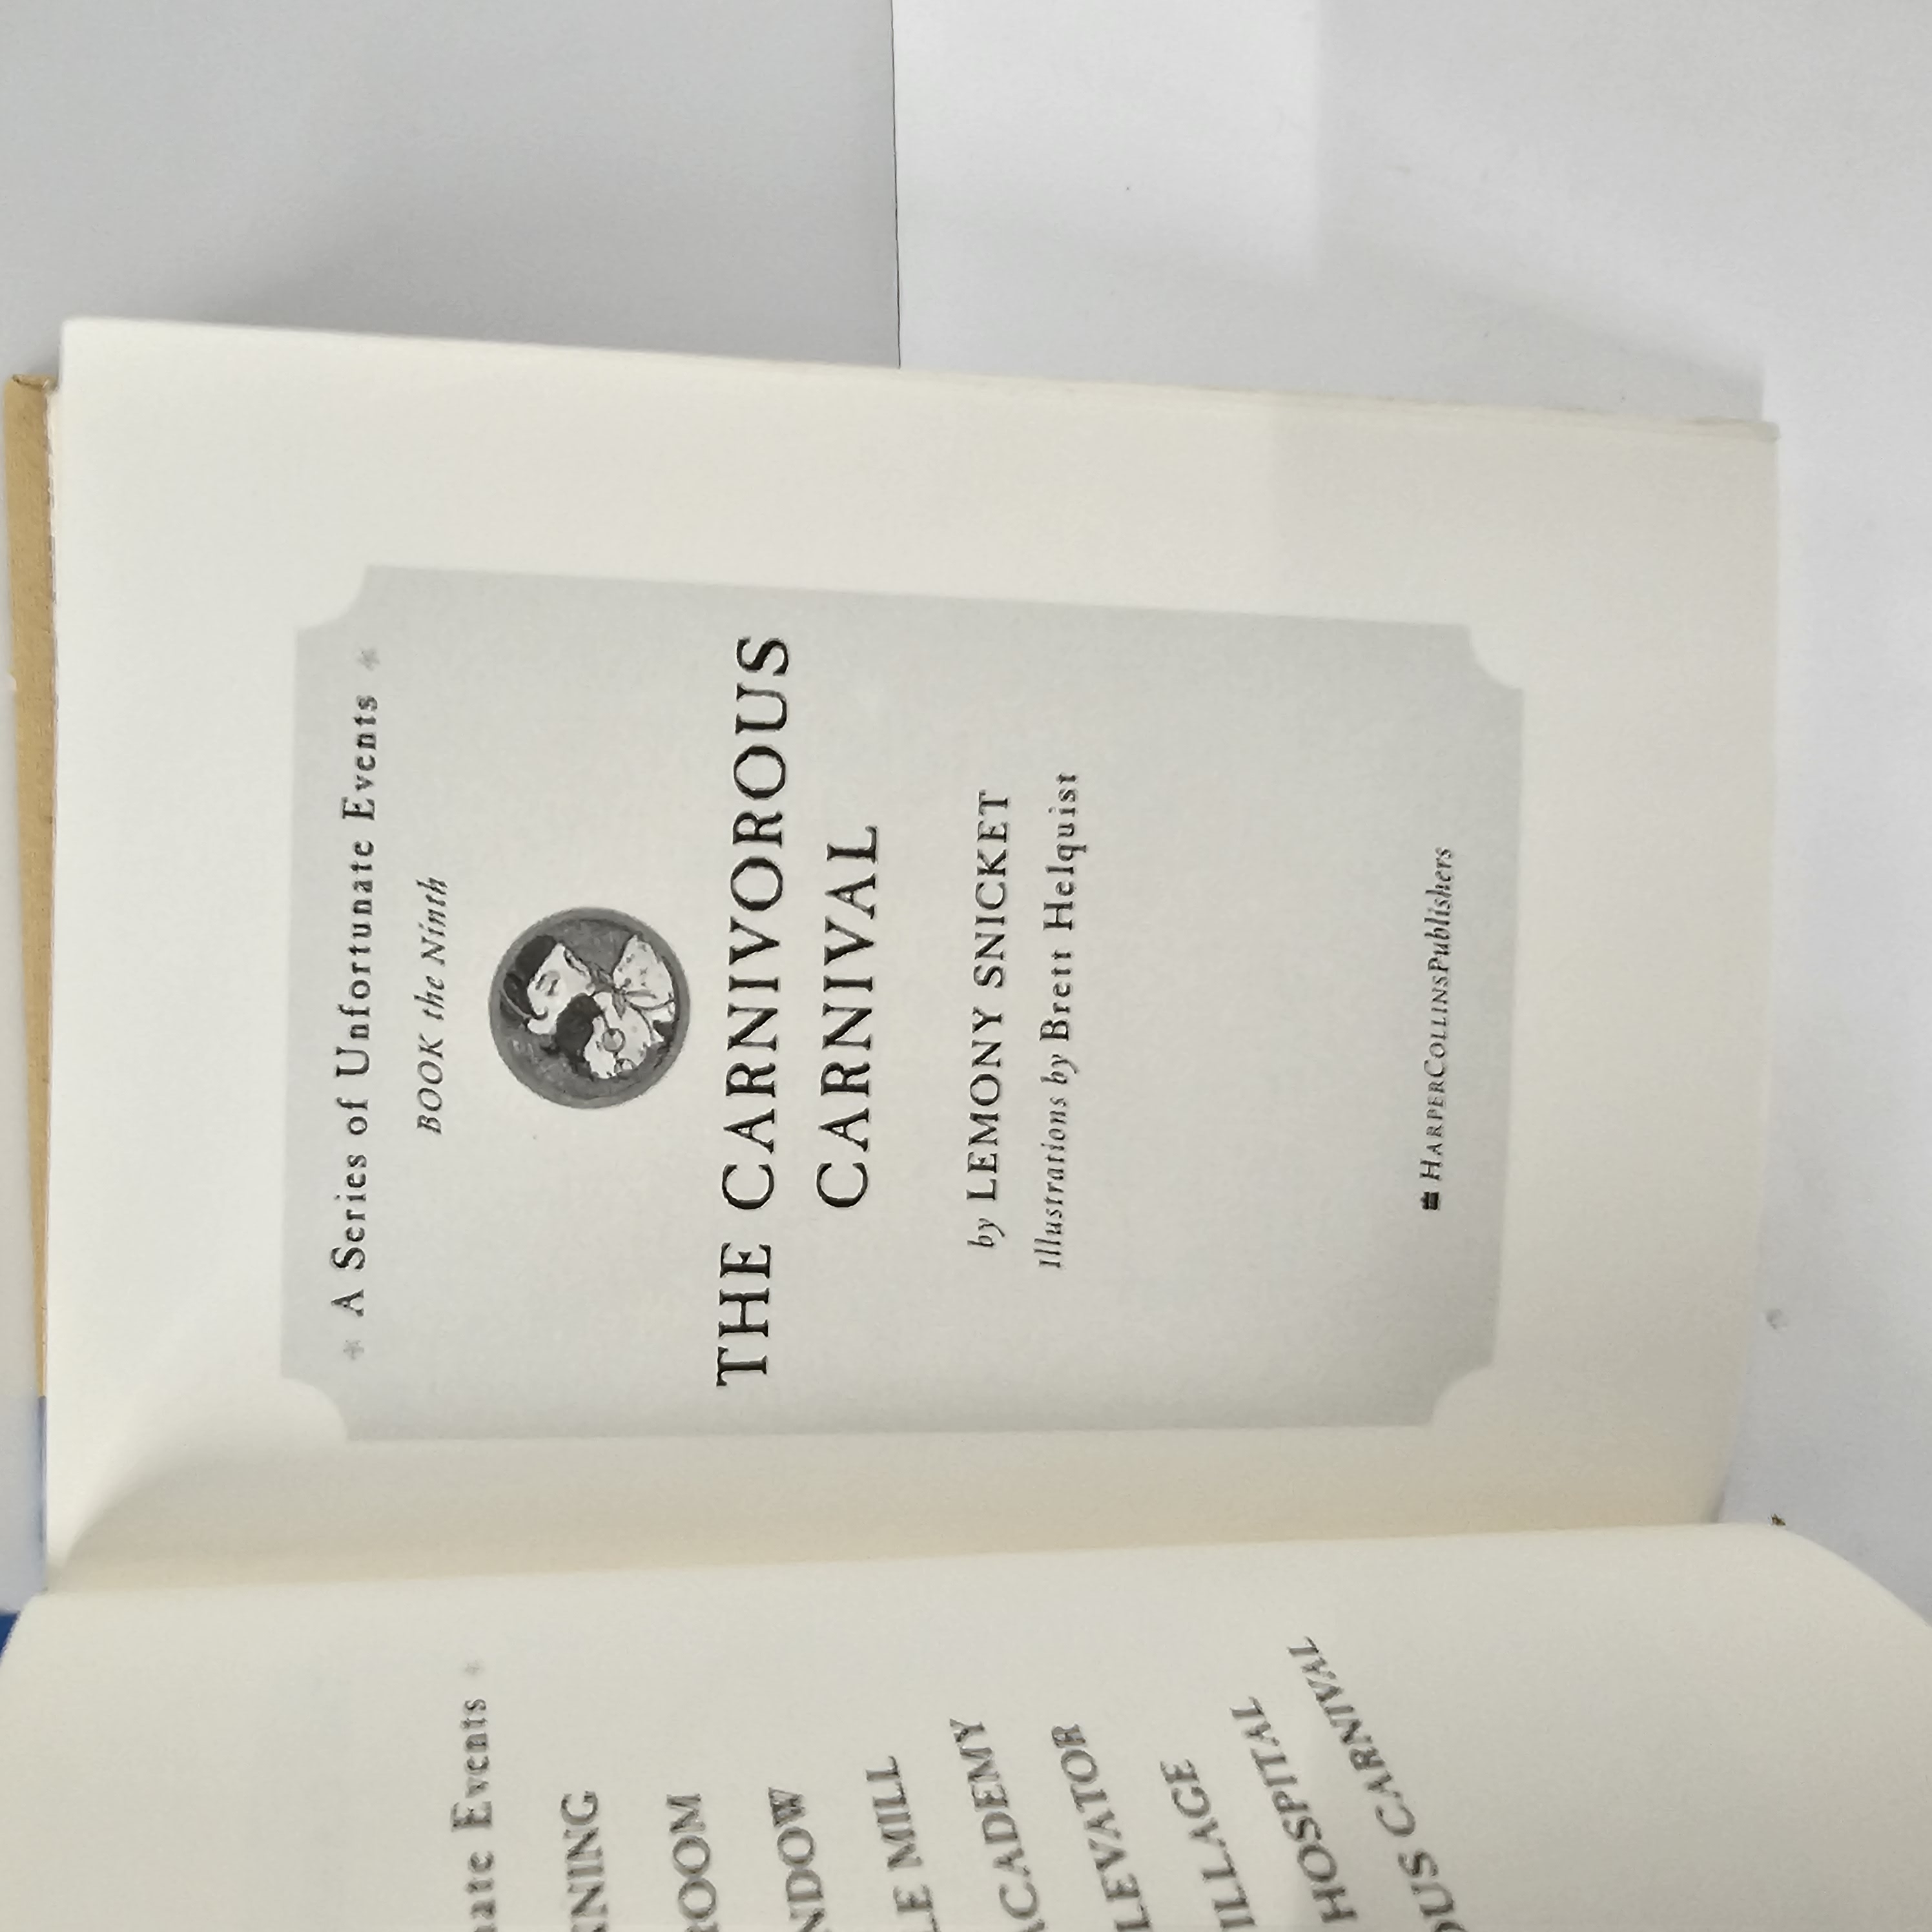 nate Events
NNING
ROOM
NDOW
LE MILL
ACADEMY
LEVATOR
ILLAGE
HOSPITAL
OUS CARNIVAL
A Series of Unfortunate Events
BOOK the Ninth
THE CARNIVOROUS
CARNIVAL
by LEMONY SNICKET
Illustrations by Brett Helquist
HARPERCOLLINSPublishers